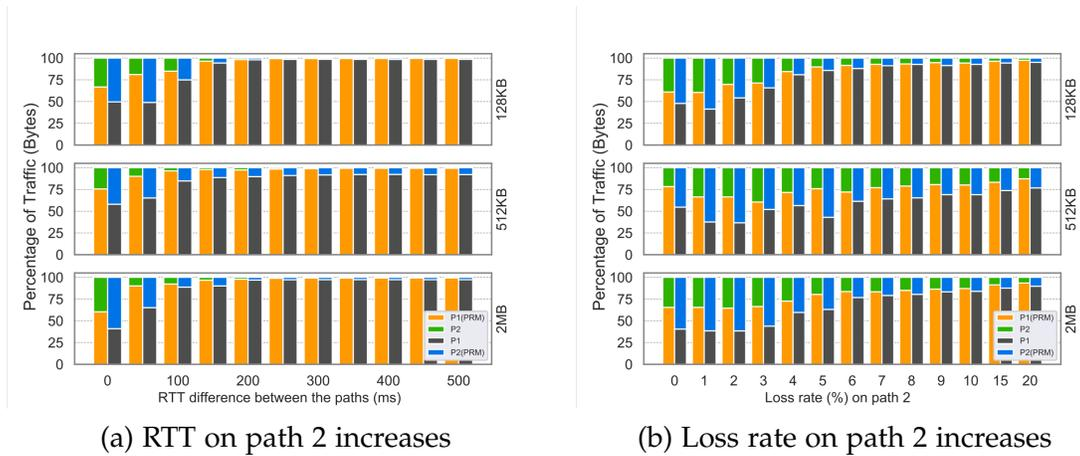 Percentage of Traffic (Bytes)
100
75
50
25
0
128KB
100
75
50
25
0
512KB
100
75
50
25
0
2MB
P1(PRM)
P2
P1
P2(PRM)
0 100 200 300 400 500
RTT difference between the paths (ms)
(a) RTT on path 2 increases
Percentage of Traffic (Bytes)
100
75
50
25
0
128KB
100
75
50
25
0
512KB
100
75
50
25
0
2MB
P1(PRM)
P2
P1
P2(PRM)
0 1 2 3 4 5 6 7 8 9 10 15 20
Loss rate (%) on path 2
(b) Loss rate on path 2 increases